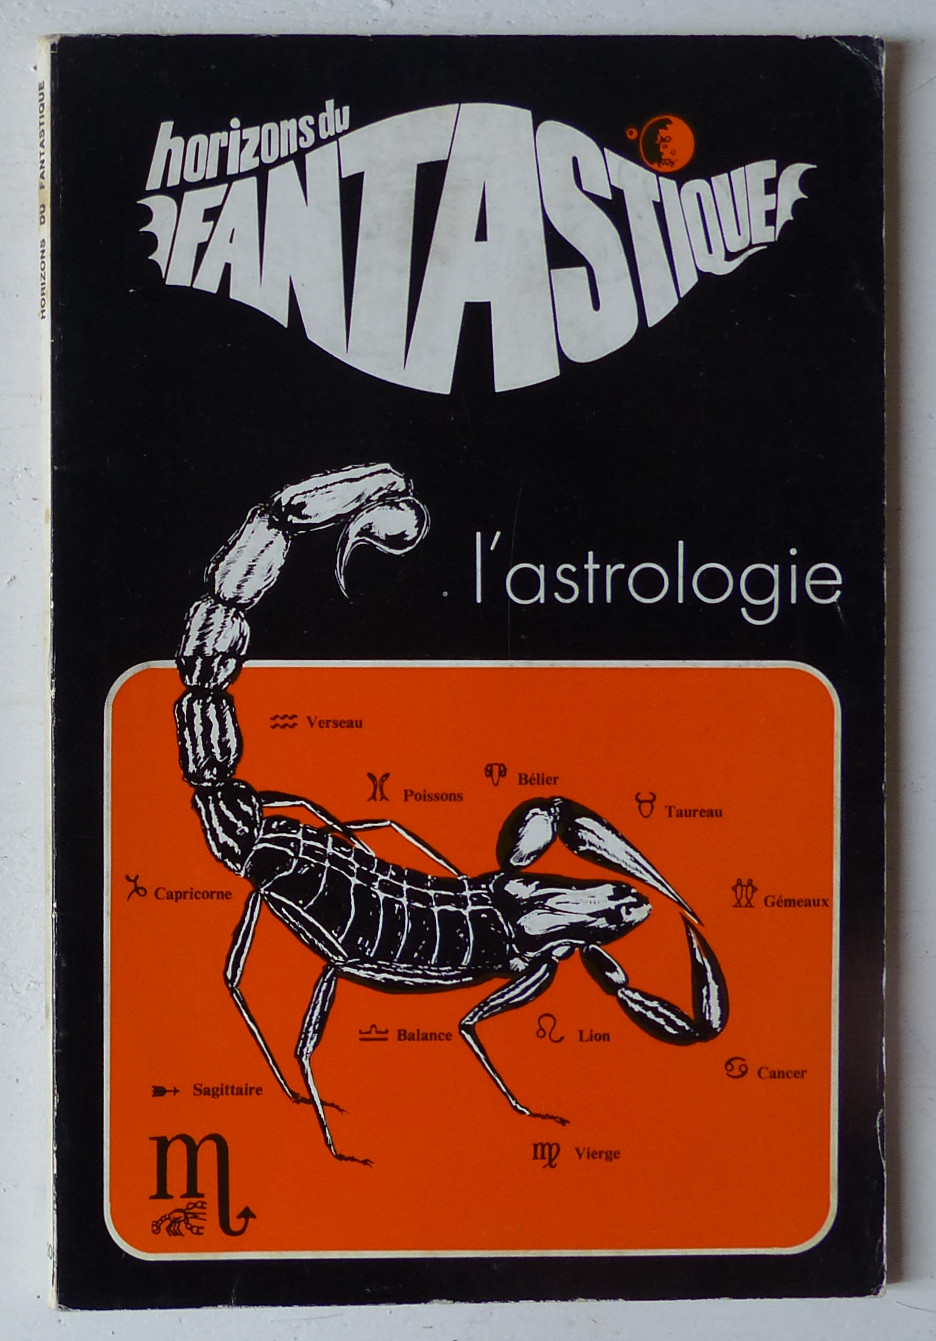 HORIZONS DU FANTASTIQUE
horizons du
FANTASTIQUE
l'astrologie
Verseau
Poissons
Bélier
Taureau
Capricorne
Gémeaux
Balance
Lion
Cancer
Sagittaire
Vierge